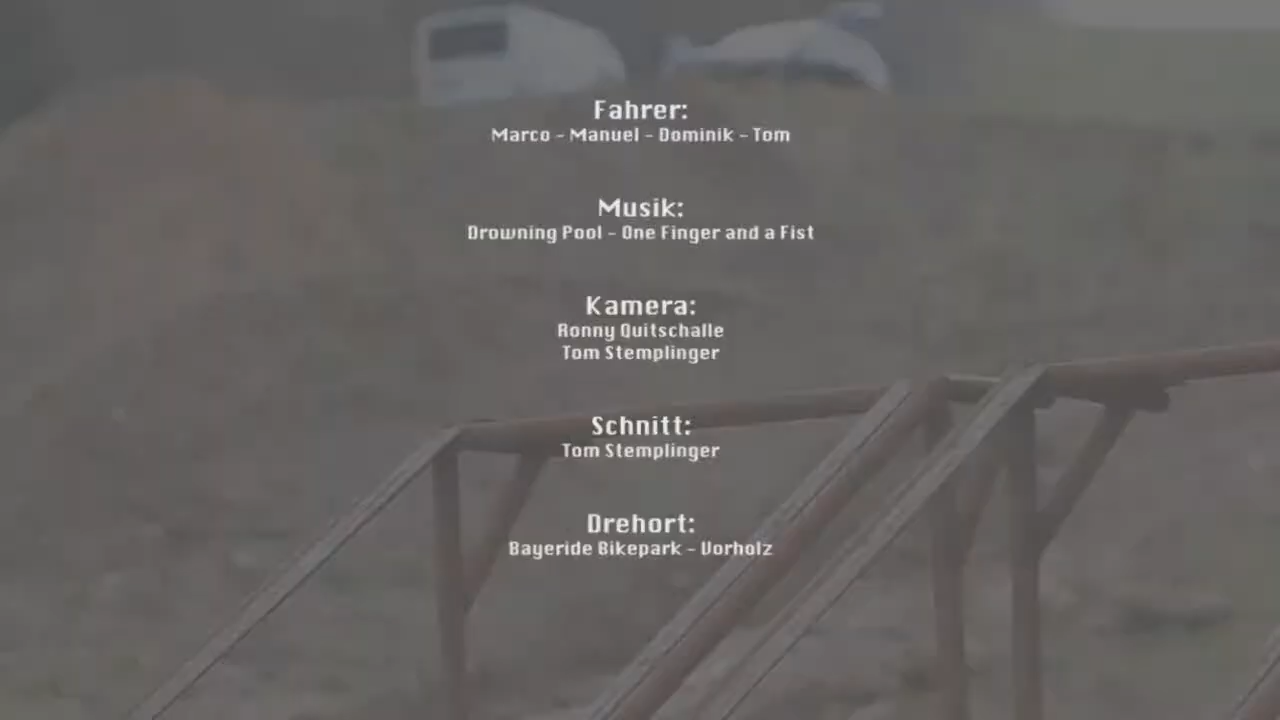 Fahrer:
Marco - Manuel - Dominik - Tom
Musik:
Drowning Pool - One Finger and a Fist
Kamera:
Ronny Quitschalle
Tom Stemplinger
Schnitt:
Tom Stemplinger
Drehort:
Bayeride Bikepark - Vorholz